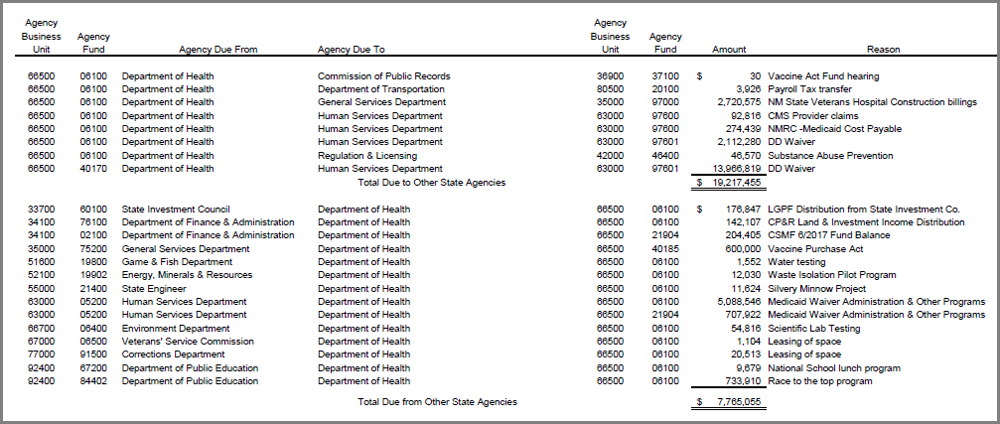 Agency Agency
Business Agency Business Agency
Unit Fund Agency Due From Agency Due To Unit Fund Amount Reason
66500 06100 Department of Health Commission of Public Records 36900 37100 $ 30 Vaccine Act Fund hearing
66500 06100 Department of Health Department of Transportation 80500 20100 3,926 Payroll Tax transfer
66500 06100 Department of Health General Services Department 35000 97000 2,720,575 NM State Veterans Hospital Construction billings
66500 06100 Department of Health Human Services Department 63000 97600 92,816 CMS Provider claims
66500 06100 Department of Health Human Services Department 63000 97600 274,439 NMRC -Medicaid Cost Payable
66500 06100 Department of Health Human Services Department 63000 97601 2,112,280 DD Waiver
66500 06100 Department of Health Regulation & Licensing 42000 46400 46,570 Substance Abuse Prevention
66500 40170 Department of Health Human Services Department 63000 97601 13,966,819 DD Waiver
Total Due to Other State Agencies $ 19,217,455
33700 60100 State Investment Council Department of Health 66500 06100 $ 176,847 LGPF Distribution from State Investment Co.
34100 76100 Department of Finance & Administration Department of Health 66500 06100 142,107 CP&R Land & Investment Income Distribution
34100 02100 Department of Finance & Administration Department of Health 66500 21904 204,405 CSMF 6/2017 Fund Balance
35000 75200 General Services Department Department of Health 66500 40185 600,000 Vaccine Purchase Act
51600 19800 Game & Fish Department Department of Health 66500 06100 1,552 Water testing
52100 19902 Energy, Minerals & Resources Department of Health 66500 06100 12,030 Waste Isolation Pilot Program
55000 21400 State Engineer Department of Health 66500 06100 11,624 Silvery Minnow Project
63000 05200 Human Services Department Department of Health 66500 06100 5,088,546 Medicaid Waiver Administration & Other Programs
63000 05200 Human Services Department Department of Health 66500 21904 707,922 Medicaid Waiver Administration & Other Programs
66700 06400 Environment Department Department of Health 66500 06100 54,816 Scientific Lab Testing
67000 06500 Veterans' Service Commission Department of Health 66500 06100 1,104 Leasing of space
77000 91500 Corrections Department Department of Health 66500 06100 20,513 Leasing of space
92400 67200 Department of Public Education Department of Health 66500 06100 9,679 National School lunch program
92400 84402 Department of Public Education Department of Health 66500 06100 733,910 Race to the top program
Total Due from Other State Agencies $ 7,765,055